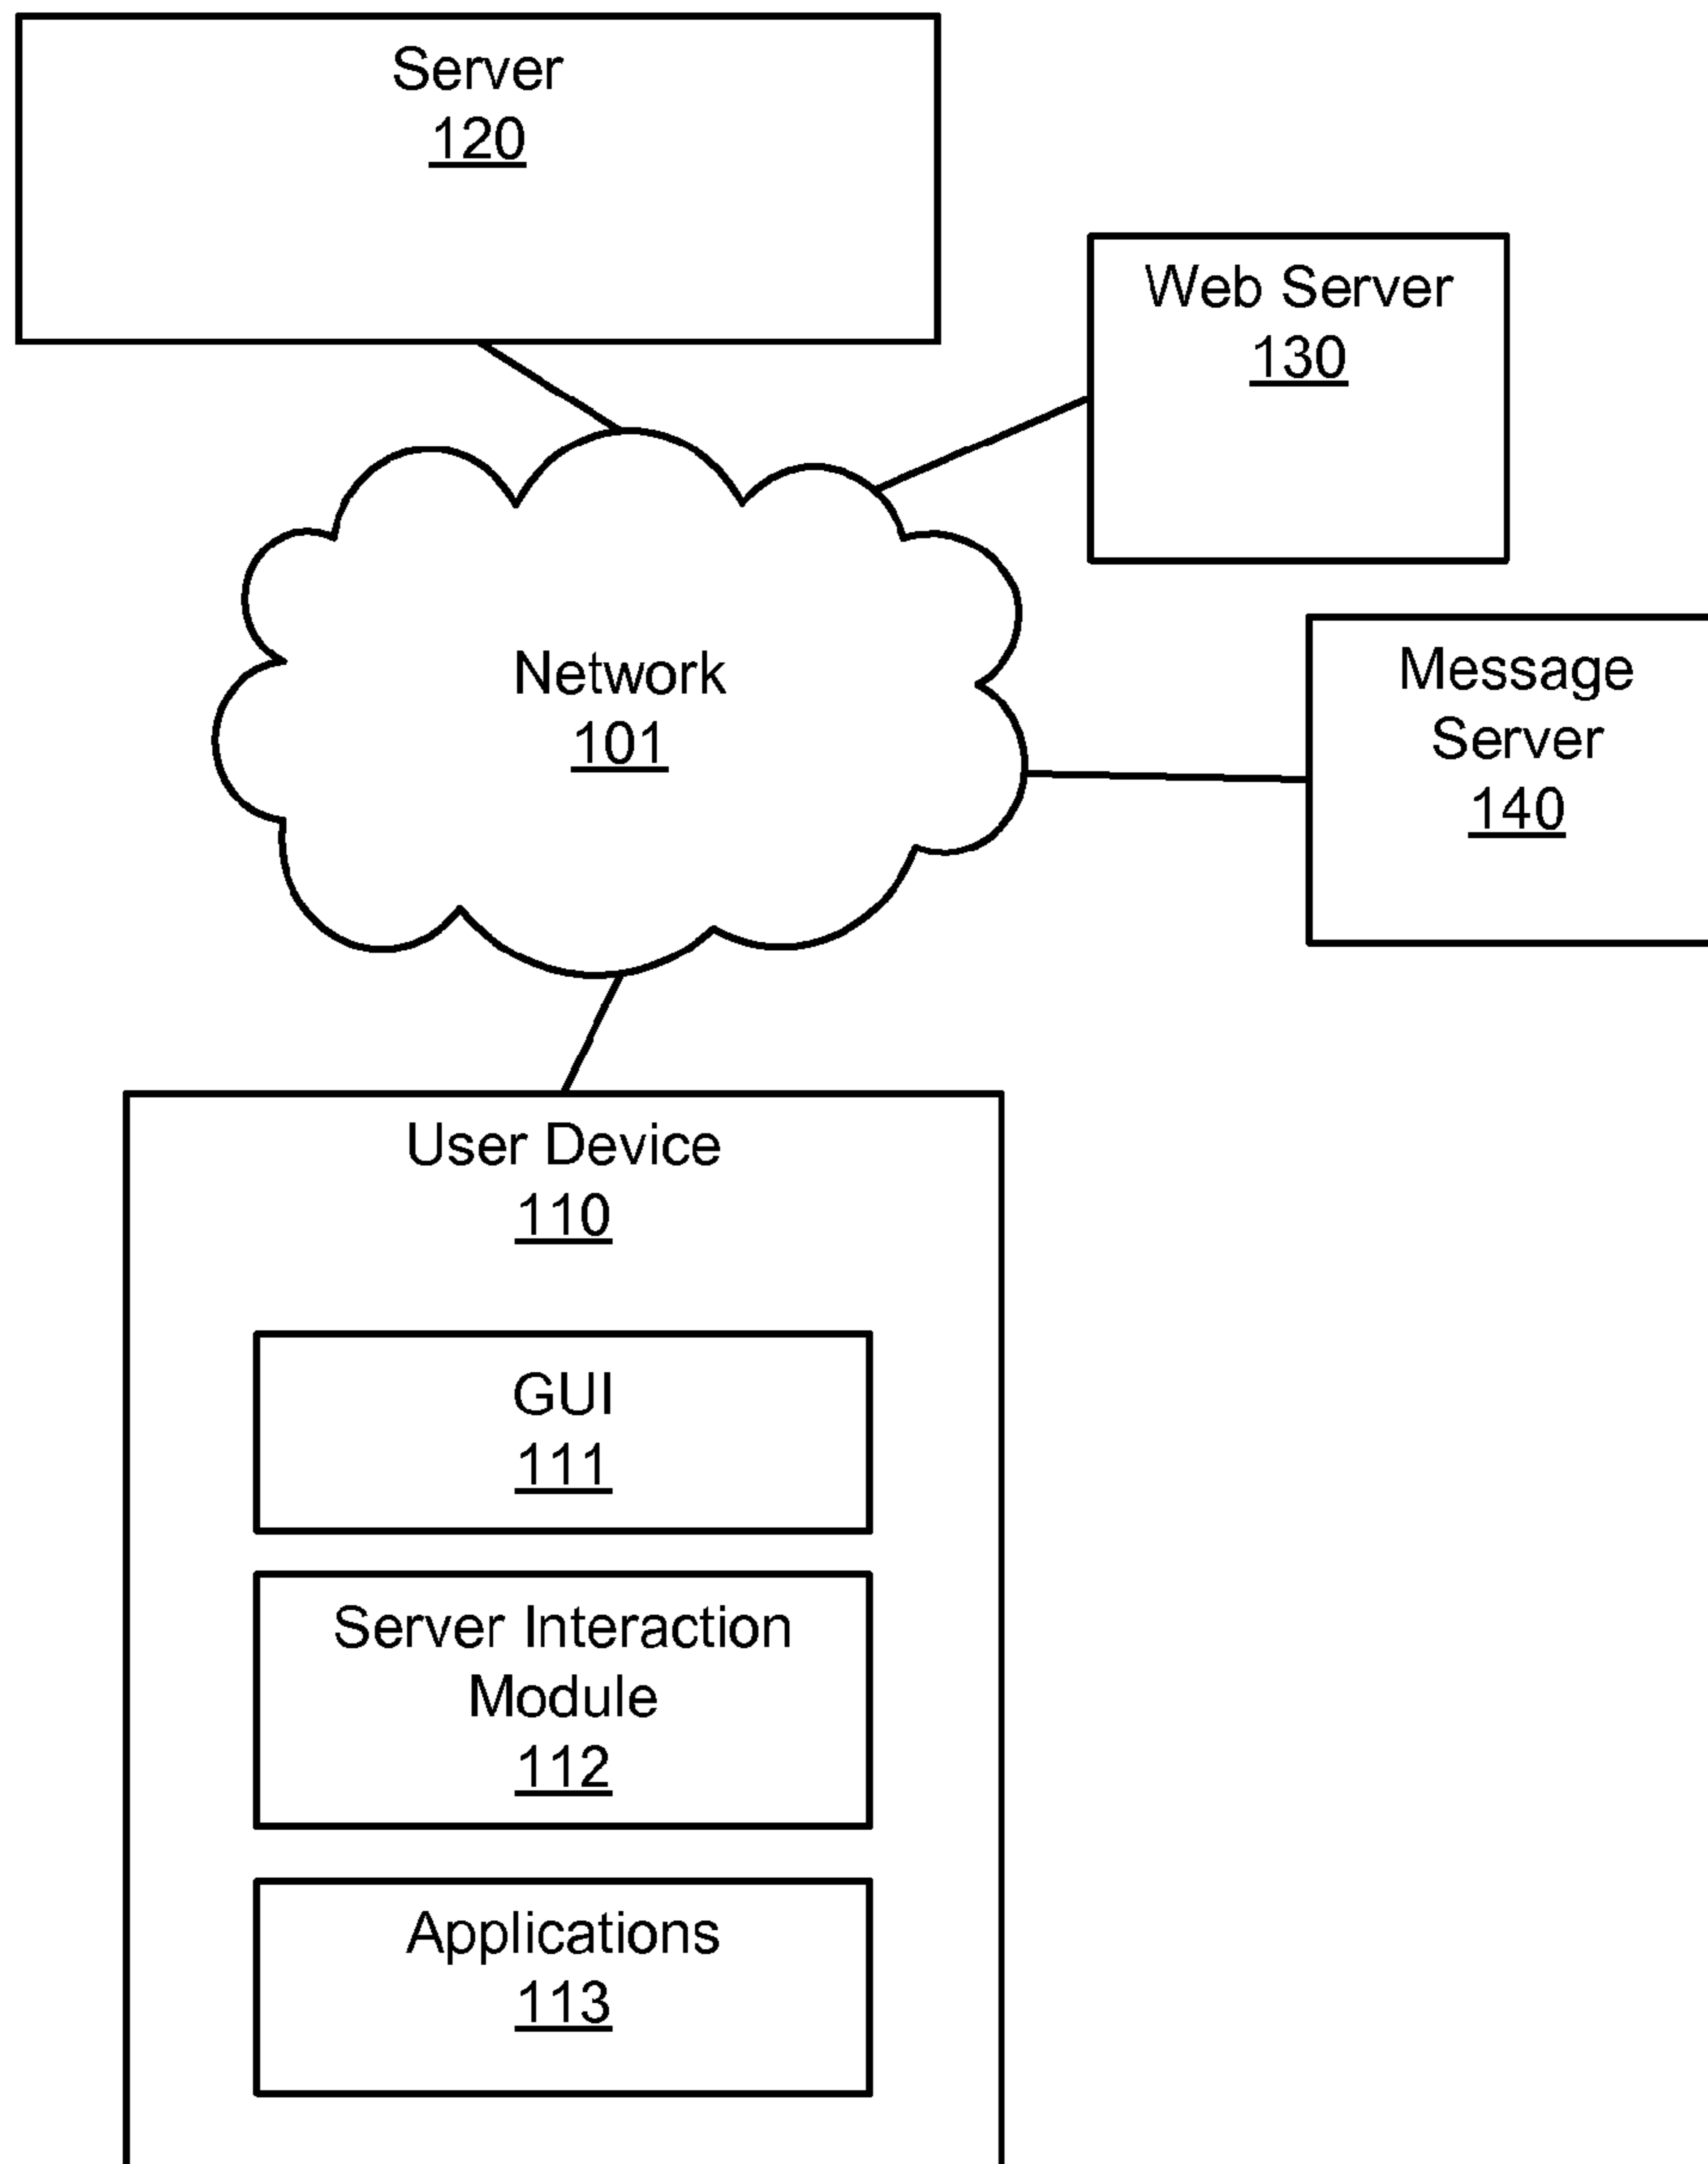 Server
120
Web Server
130
Network
101
Message
Server
140
User Device
110
GUI
111
Server Interaction
Module
112
Applications
113